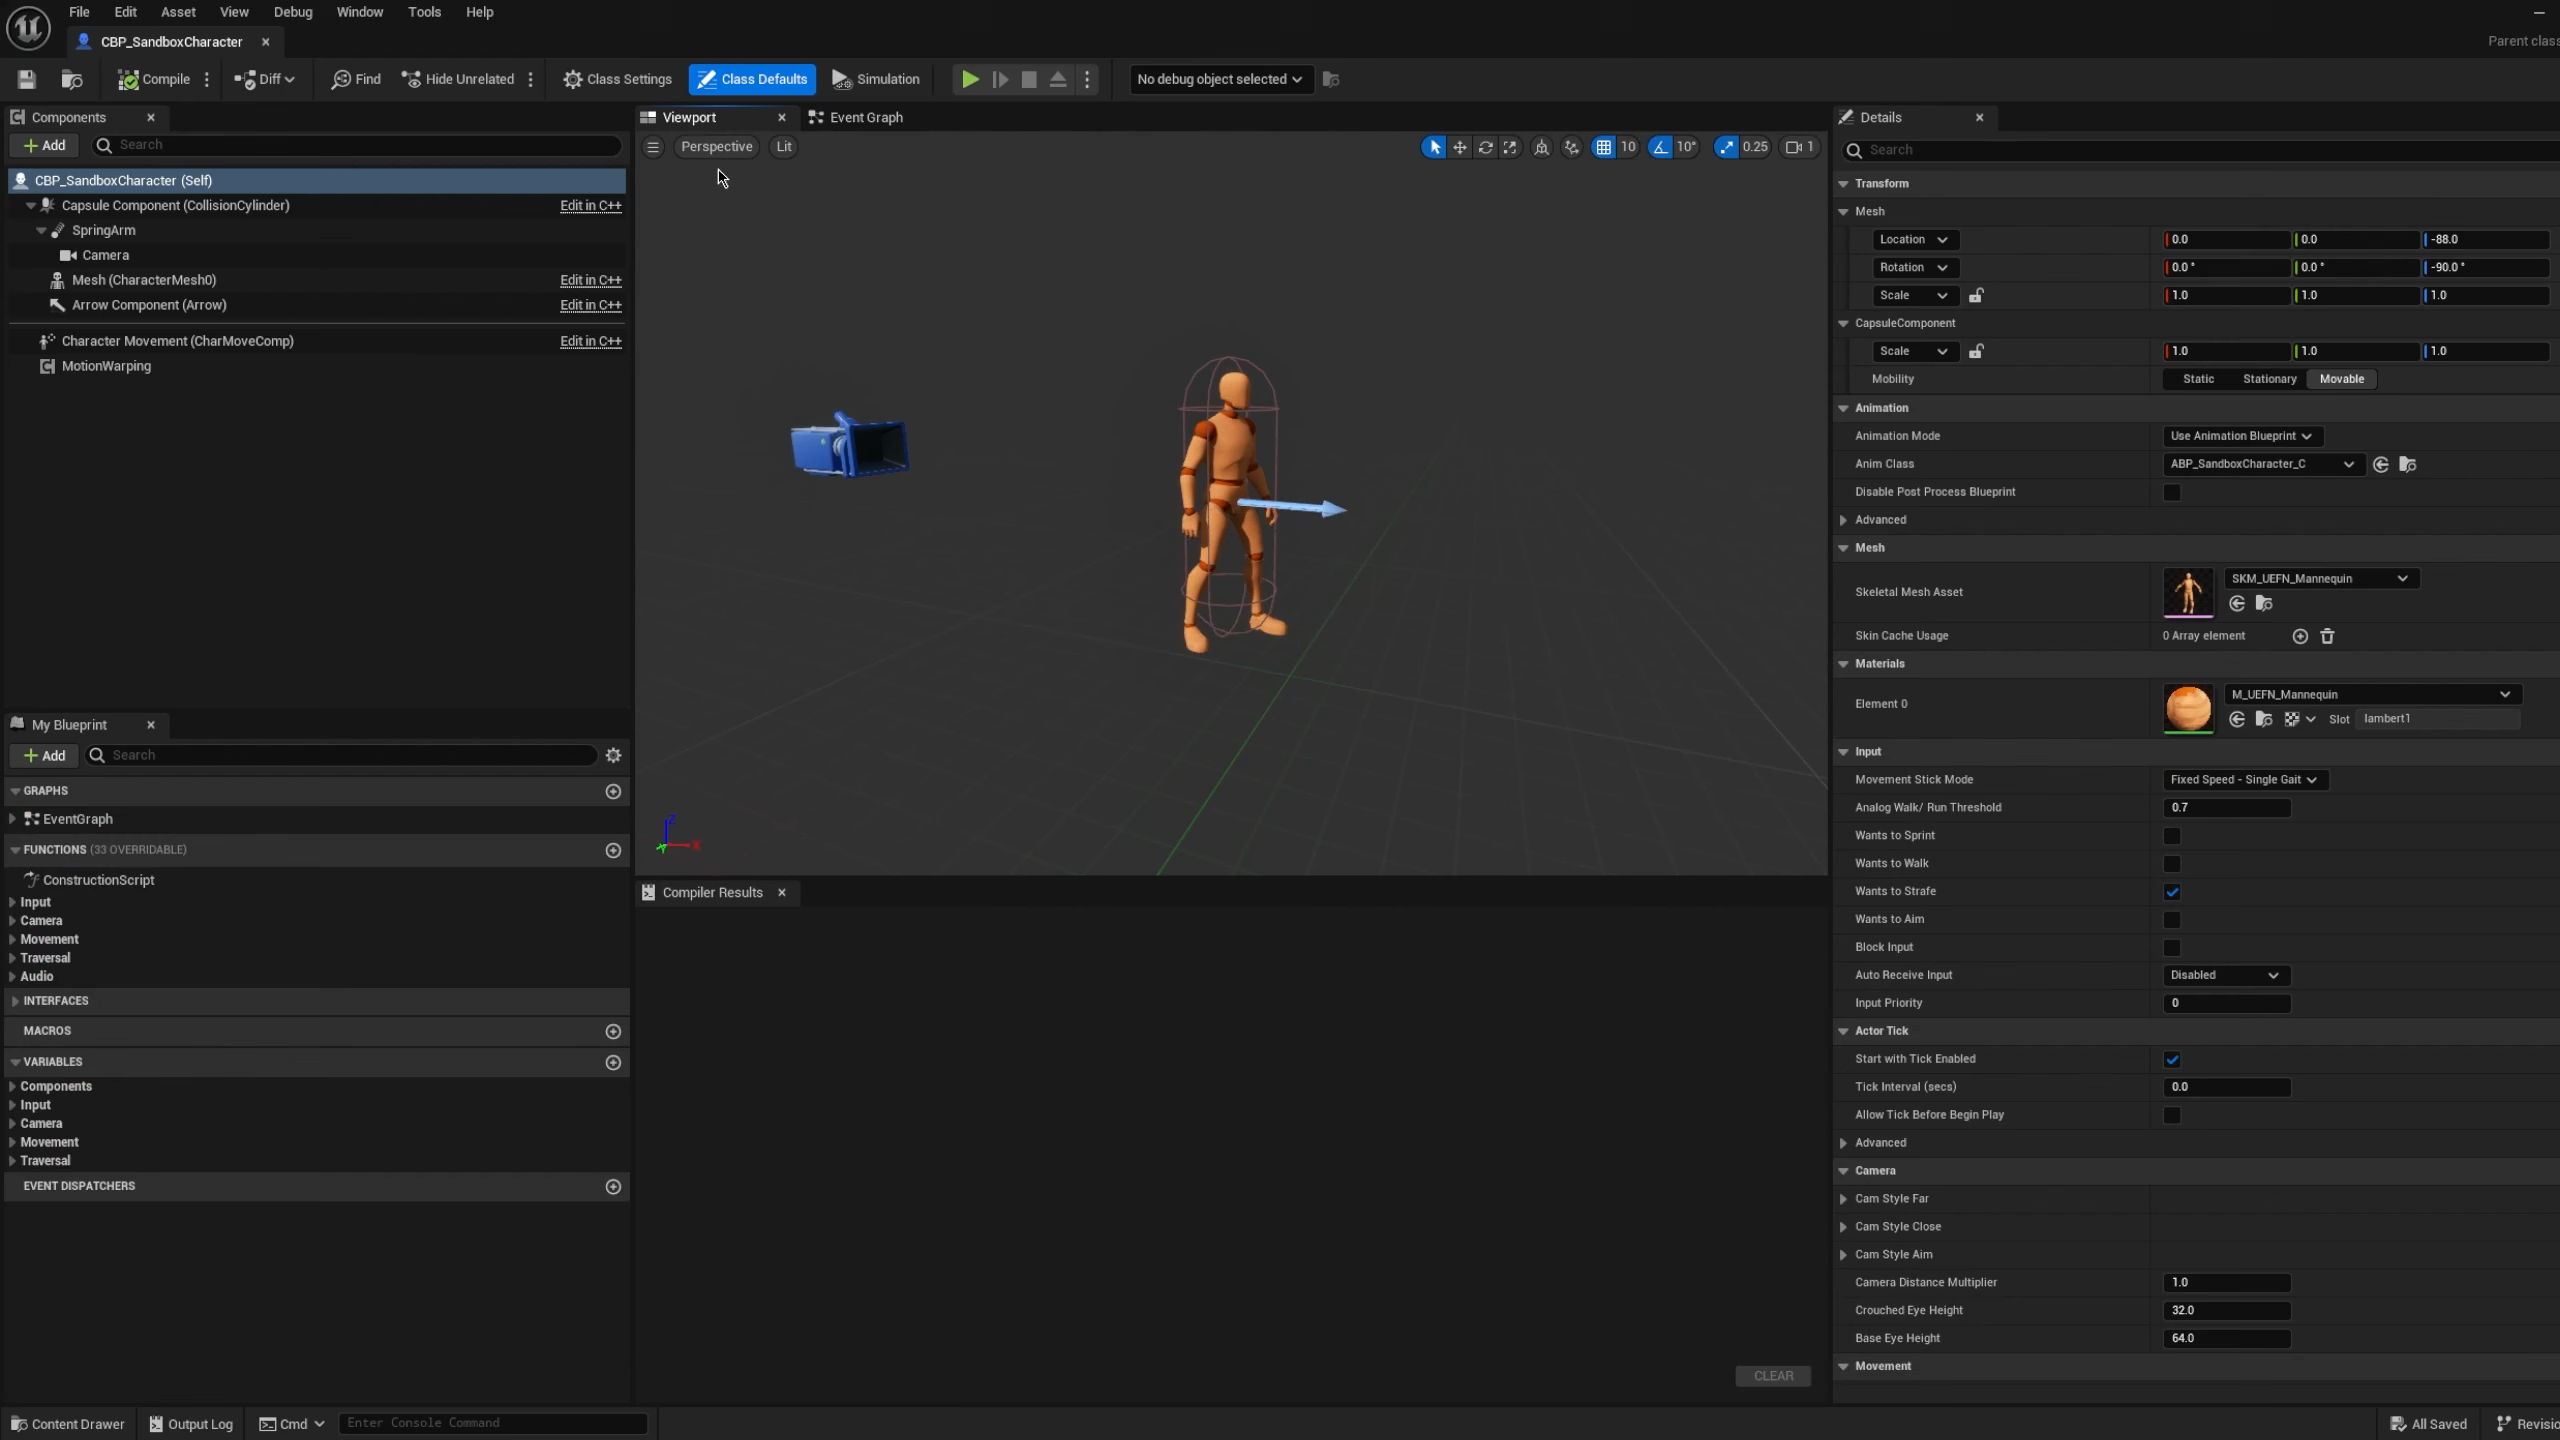 File Edit Asset View Debug Window Tools Help
CBP_SandboxCharacter
Parent class
Compile Diff Find Hide Unrelated Class Settings Class Defaults Simulation No debug object selected
Components
Add Search
CBP_SandboxCharacter (Self)
Capsule Component (CollisionCylinder) Edit in C++
SpringArm
Camera
Mesh (CharacterMesh0) Edit in C++
Arrow Component (Arrow) Edit in C++
Character Movement (CharMoveComp) Edit in C++
MotionWarping
My Blueprint
Add Search
GRAPHS
EventGraph
FUNCTIONS (33 OVERRIDABLE)
ConstructionScript
Input
Camera
Movement
Traversal
Audio
INTERFACES
MACROS
VARIABLES
Components
Input
Camera
Movement
Traversal
EVENT DISPATCHERS
Viewport Event Graph
Perspective Lit 10 10° 0.25 1
Z
X
Y
Compiler Results
CLEAR
Details
Search
Transform
Mesh
Location 0.0 0.0 -88.0
Rotation 0.0 ° 0.0 ° -90.0 °
Scale 1.0 1.0 1.0
CapsuleComponent
Scale 1.0 1.0 1.0
Mobility Static Stationary Movable
Animation
Animation Mode Use Animation Blueprint
Anim Class ABP_SandboxCharacter_C
Disable Post Process Blueprint
Advanced
Mesh
Skeletal Mesh Asset SKM_UEFN_Mannequin
Skin Cache Usage 0 Array element
Materials
Element 0 M_UEFN_Mannequin
Slot lambert1
Input
Movement Stick Mode Fixed Speed - Single Gait
Analog Walk/ Run Threshold 0.7
Wants to Sprint
Wants to Walk
Wants to Strafe
Wants to Aim
Block Input
Auto Receive Input Disabled
Input Priority 0
Actor Tick
Start with Tick Enabled
Tick Interval (secs) 0.0
Allow Tick Before Begin Play
Advanced
Camera
Cam Style Far
Cam Style Close
Cam Style Aim
Camera Distance Multiplier 1.0
Crouched Eye Height 32.0
Base Eye Height 64.0
Movement
Content Drawer Output Log Cmd Enter Console Command All Saved Revisio